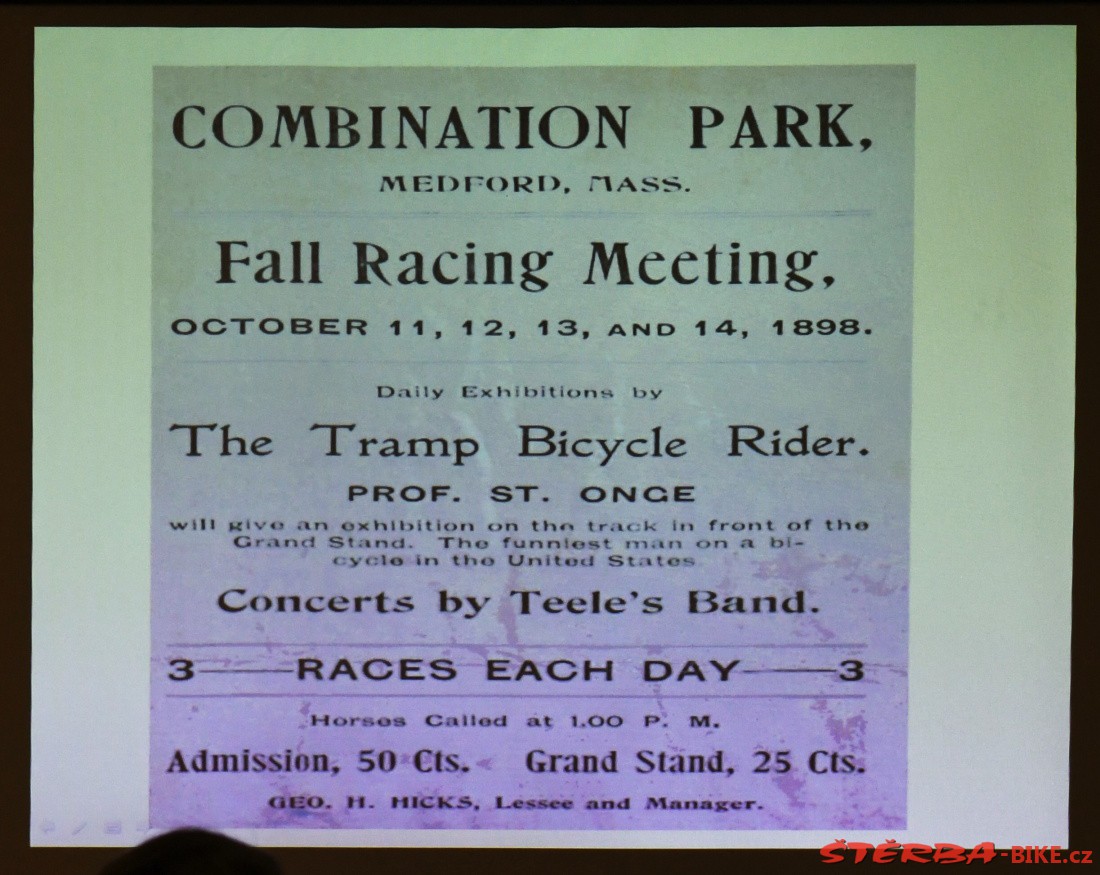 COMBINATION PARK,
MEDFORD, MASS.
Fall Racing Meeting,
OCTOBER 11, 12, 13, AND 14, 1898.
Daily Exhibitions by
The Tramp Bicycle Rider.
PROF. ST. ONGE
will give an exhibition on the track in front of the
Grand Stand. The funniest man on a bi-
cycle in the United States
Concerts by Teele's Band.
3——RACES EACH DAY——3
Horses Called at 1.00 P. M.
Admission, 50 Cts. Grand Stand, 25 Cts.
GEO. H. HICKS, Lessee and Manager.
ŠTĚRBA-BIKE.cz